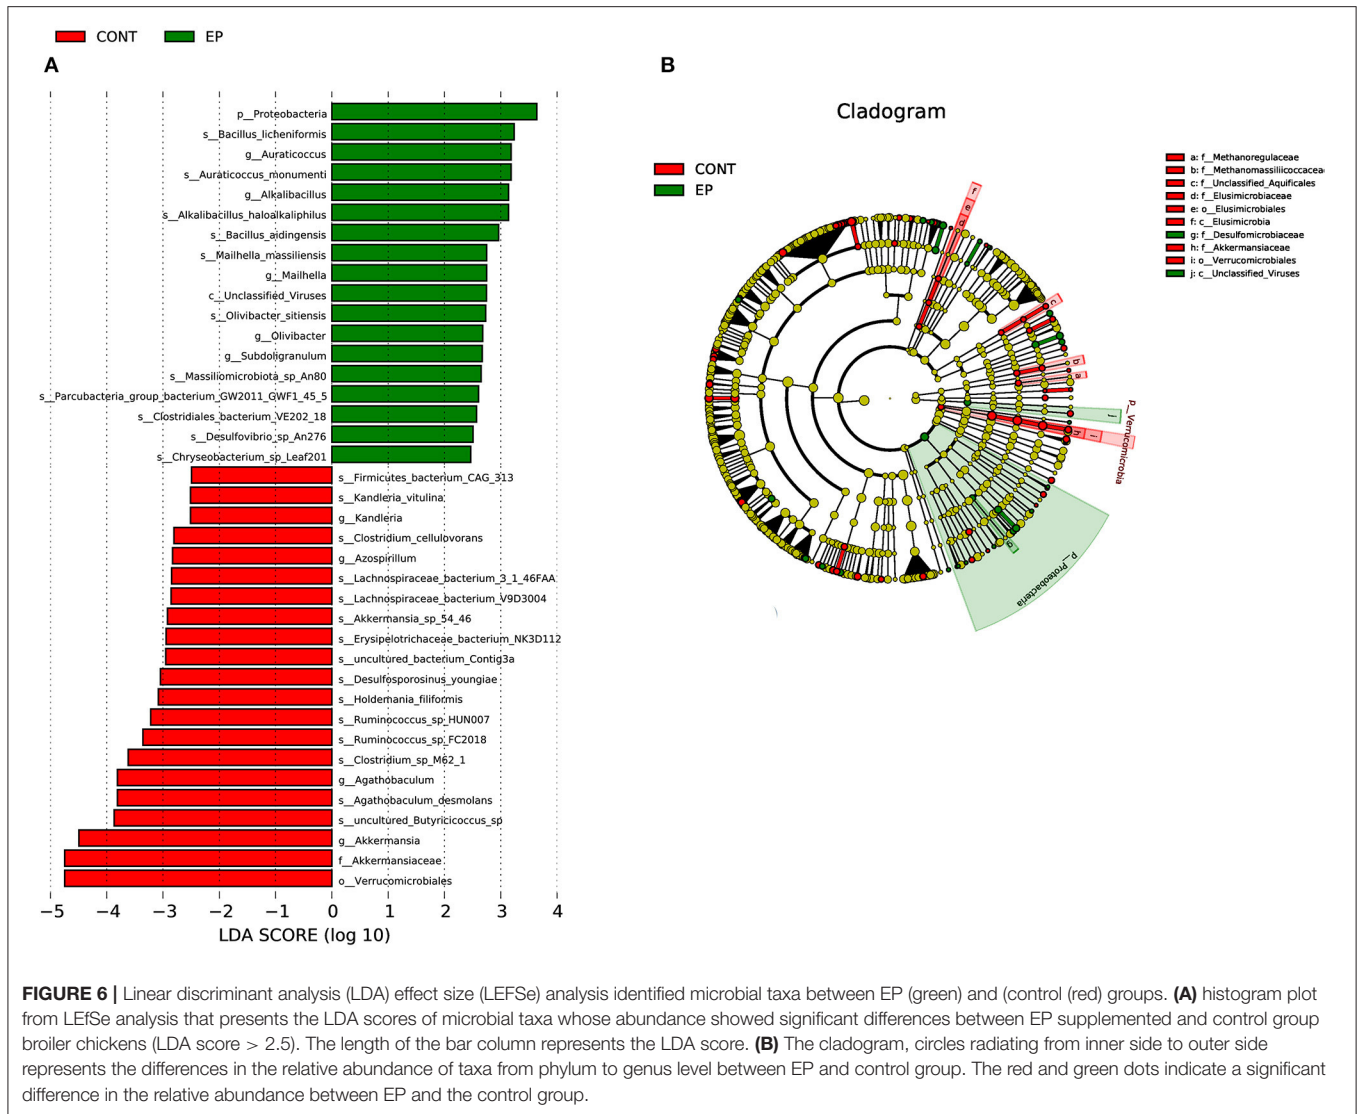 CONT
EP
A
p__Proteobacteria
s__Bacillus_licheniformis
g__Auraticoccus
s__Auraticoccus_monumenti
g__Alkalibacillus
s__Alkalibacillus_haloalkaliphilus
s__Bacillus_aidingensis
s__Mailhella_massiliensis
g__Mailhella
c__Unclassified_Viruses
s__Olivibacter_sitiensis
g__Olivibacter
g__Subdoligranulum
s__Massiliomicrobiota_sp_An80
s__Parcubacteria_group_bacterium_GW2011_GWF1_45_5
s__Clostridiales_bacterium_VE202_18
s__Desulfovibrio_sp_An276
s__Chryseobacterium_sp_Leaf201
s__Firmicutes_bacterium_CAG_313
s__Kandleria_vitulina
g__Kandleria
s__Clostridium_cellulovorans
g__Azospirillum
s__Lachnospiraceae_bacterium_3_1_46FAA
s__Lachnospiraceae_bacterium_V9D3004
s__Akkermansia_sp_54_46
s__Erysipelotrichaceae_bacterium_NK3D112
s__uncultured_bacterium_Contig3a
s__Desulfosporosinus_youngiae
s__Holdemania_filiformis
s__Ruminococcus_sp_HUN007
s__Ruminococcus_sp_FC2018
s__Clostridium_sp_M62_1
g__Agathobaculum
s__Agathobaculum_desmolans
s__uncultured_Butyricicoccus_sp
g__Akkermansia
f__Akkermansiaceae
o__Verrucomicrobiales
−5 −4 −3 −2 −1 0 1 2 3 4
LDA SCORE (log 10)
B
Cladogram
CONT
EP
a: f__Methanoregulaceae
b: f__Methanomassiliicoccaceae
c: f__Unclassified_Aquificales
d: f__Elusimicrobiaceae
e: o__Elusimicrobiales
f: c__Elusimicrobia
g: f__Desulfomicrobiaceae
h: f__Akkermansiaceae
i: o__Verrucomicrobiales
j: c__Unclassified_Viruses
f
e
d
c
b
a
j
p__Verrucomicrobia
h
i
g
p__Proteobacteria
FIGURE 6 | Linear discriminant analysis (LDA) effect size (LEFSe) analysis identified microbial taxa between EP (green) and (control (red) groups. (A) histogram plot
from LEfSe analysis that presents the LDA scores of microbial taxa whose abundance showed significant differences between EP supplemented and control group
broiler chickens (LDA score > 2.5). The length of the bar column represents the LDA score. (B) The cladogram, circles radiating from inner side to outer side
represents the differences in the relative abundance of taxa from phylum to genus level between EP and control group. The red and green dots indicate a significant
difference in the relative abundance between EP and the control group.